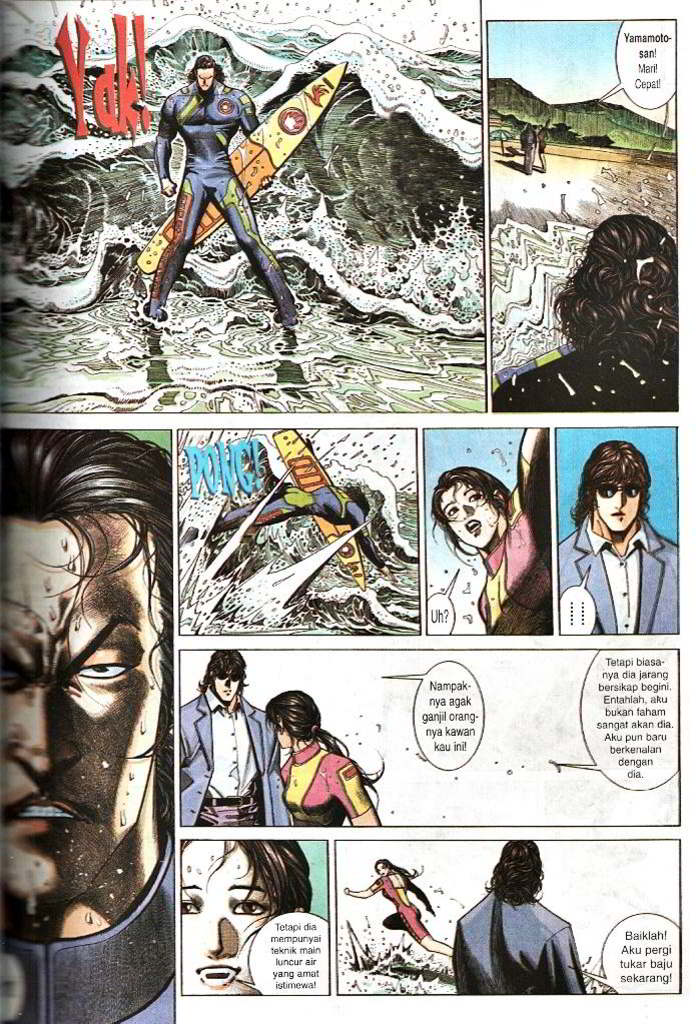 Yak!
Yamamoto-
san!
Mari!
Cepat!
PONG!
Uh?
Nampak-
nya agak
ganjil orang-
nya kawan
kau ini!
Tetapi biasa-
nya dia jarang
bersikap begini.
Entahlah, aku
bukan faham
sangat akan dia.
Aku pun baru
berkenalan
dengan
dia.
Tetapi dia
mempunyai
teknik main
luncur air
yang amat
istimewa!
Baiklah!
Aku pergi
tukar baju
sekarang!